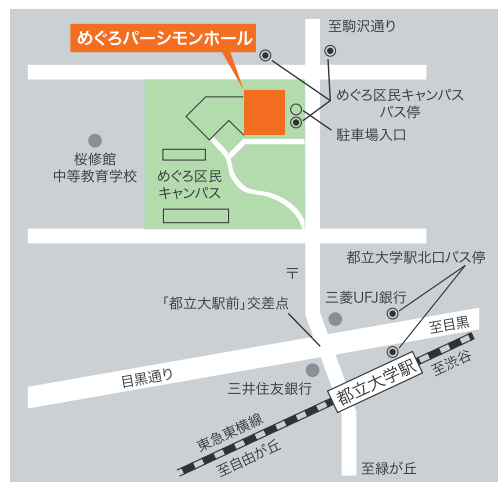 至駒沢通り
めぐろパーシモンホール
めぐろ区民キャンパス
バス停
駐車場入口
桜修館
中等教育学校
めぐろ区民
キャンパス
都立大学駅北口バス停
〒
三菱UFJ銀行
「都立大駅前」交差点
至目黒
目黒通り
至渋谷
三井住友銀行
都立大学駅
東急東横線
至自由が丘
至緑が丘